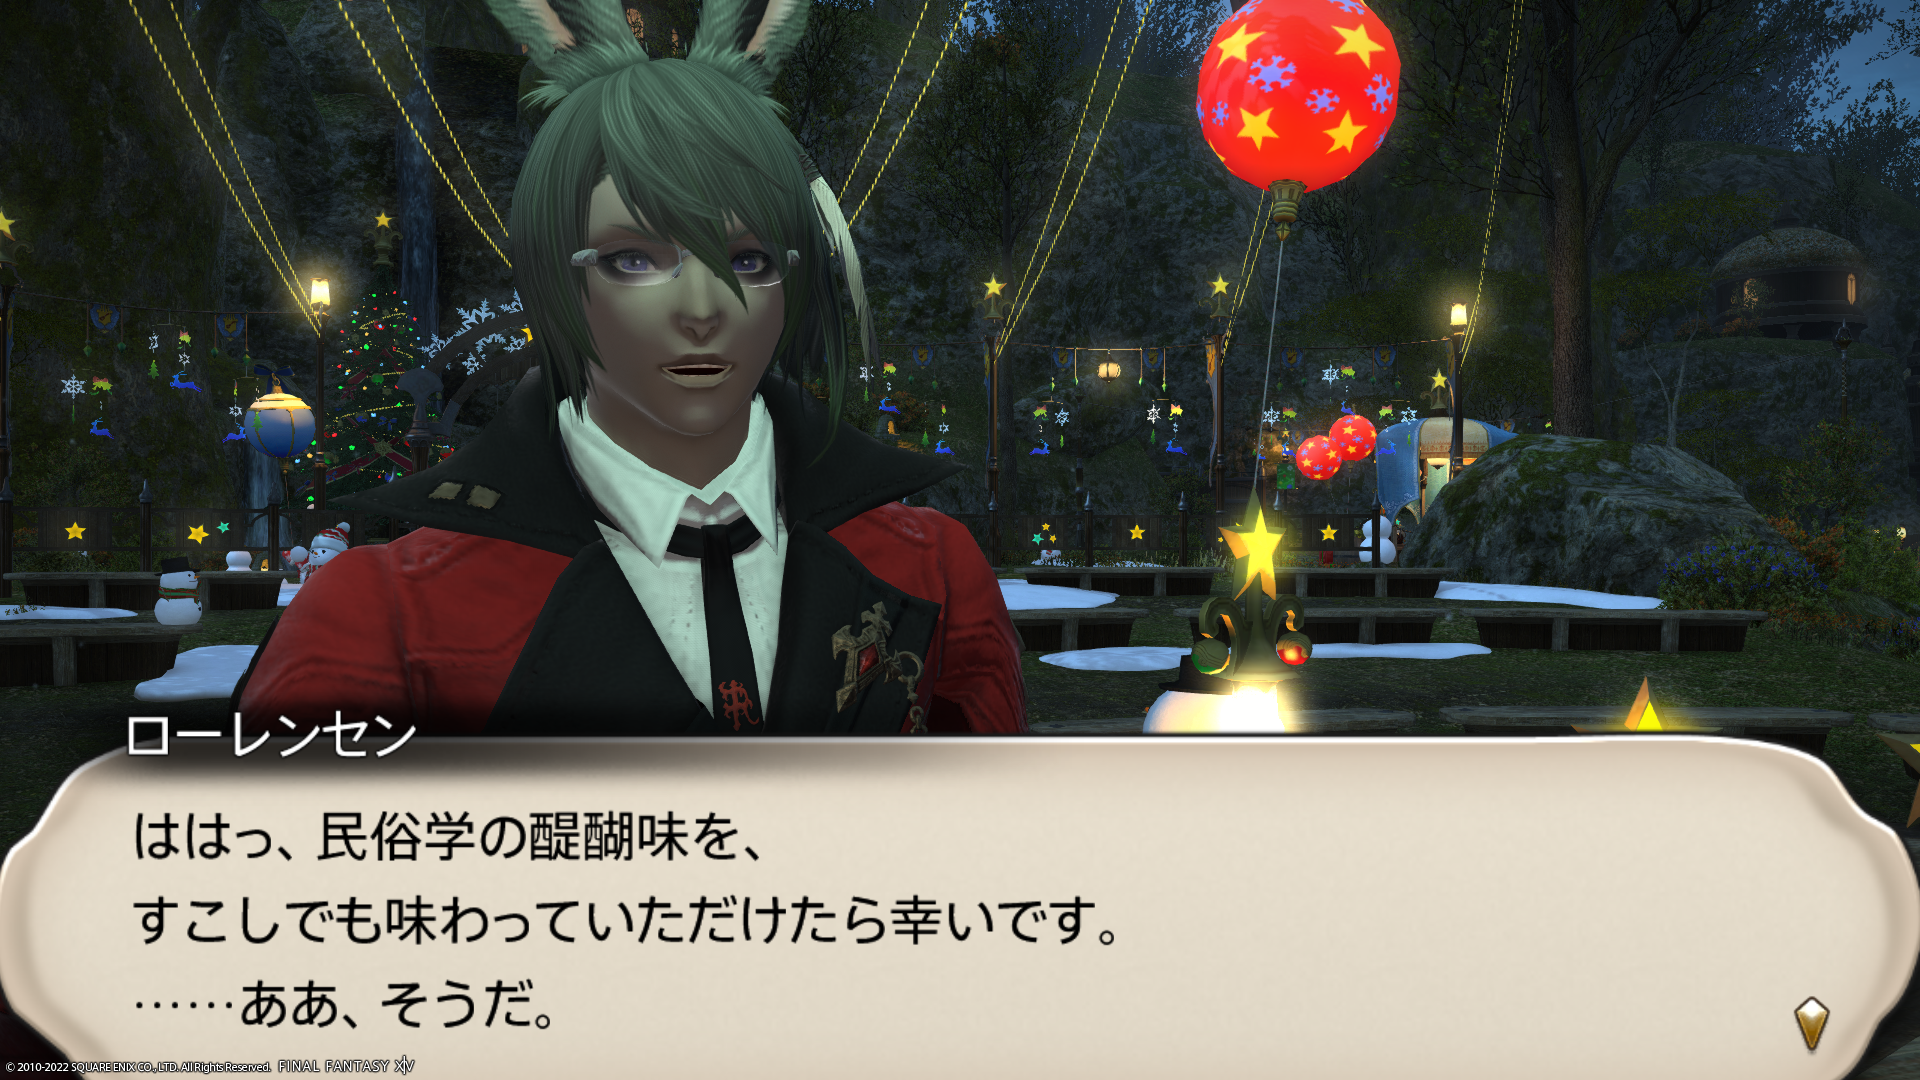 ローレンセン
ははっ、民俗学の醍醐味を、
すこしでも味わっていただけたら幸いです。
……ああ、そうだ。
© 2010-2022 SQUARE ENIX CO., LTD. All Rights Reserved. FINAL FANTASY XIV